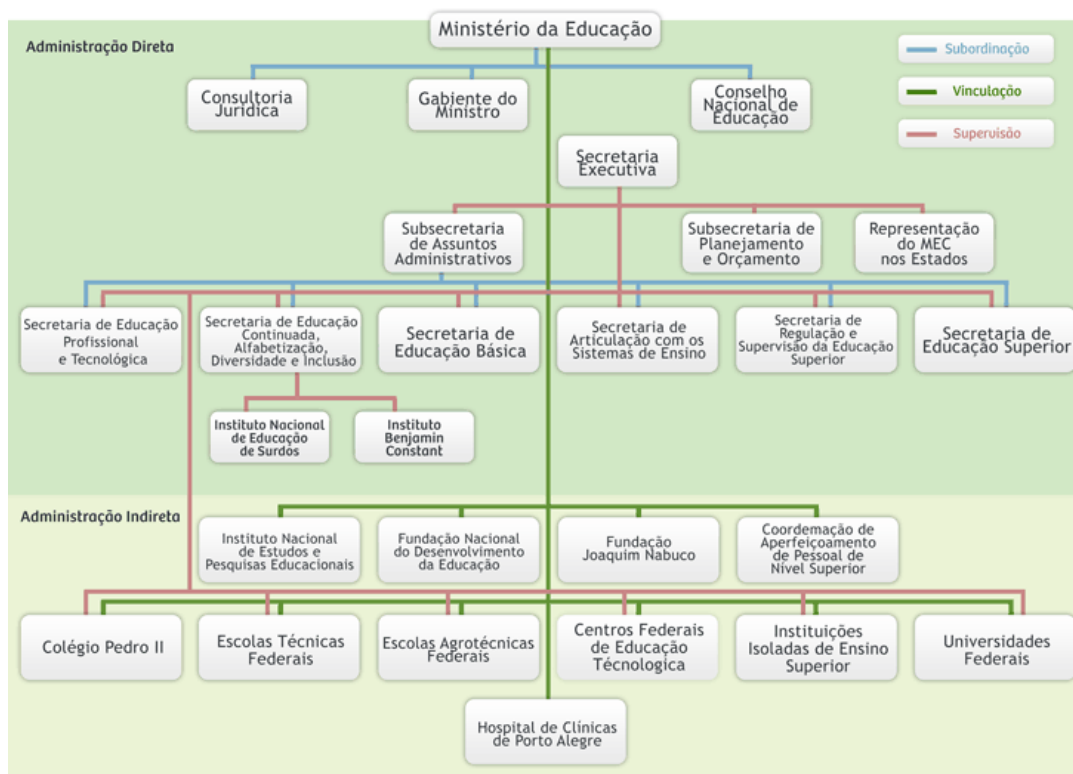 Ministério da Educação
Administração Direta
Subordinação
Vinculação
Supervisão
Consultoria
Jurídica
Gabiente do
Ministro
Conselho
Nacional de
Educação
Secretaria
Executiva
Subsecretaria
de Assuntos
Administrativos
Subsecretaria de
Planejamento
e Orçamento
Representação
do MEC
nos Estados
Secretaria de Educação
Profissional
e Tecnológica
Secretaria de Educação
Continuada,
Alfabetização,
Diversidade e Inclusão
Secretaria de
Educação Básica
Secretaria de
Articulação com os
Sistemas de Ensino
Secretaria de
Regulação e
Supervisão da Educação
Superior
Secretaria de
Educação Superior
Instituto Nacional
de Educação
de Surdos
Instituto
Benjamin
Constant
Administração Indireta
Instituto Nacional
de Estudos e
Pesquisas Educacionais
Fundação Nacional
do Desenvolvimento
da Educação
Fundação
Joaquim Nabuco
Coordemação de
Aperfeiçoamento
de Pessoal de
Nível Superior
Colégio Pedro II
Escolas Técnicas
Federais
Escolas Agrotécnicas
Federais
Centros Federais
de Educação
Técnologica
Instituições
Isoladas de Ensino
Superior
Universidades
Federais
Hospital de Clínicas
de Porto Alegre